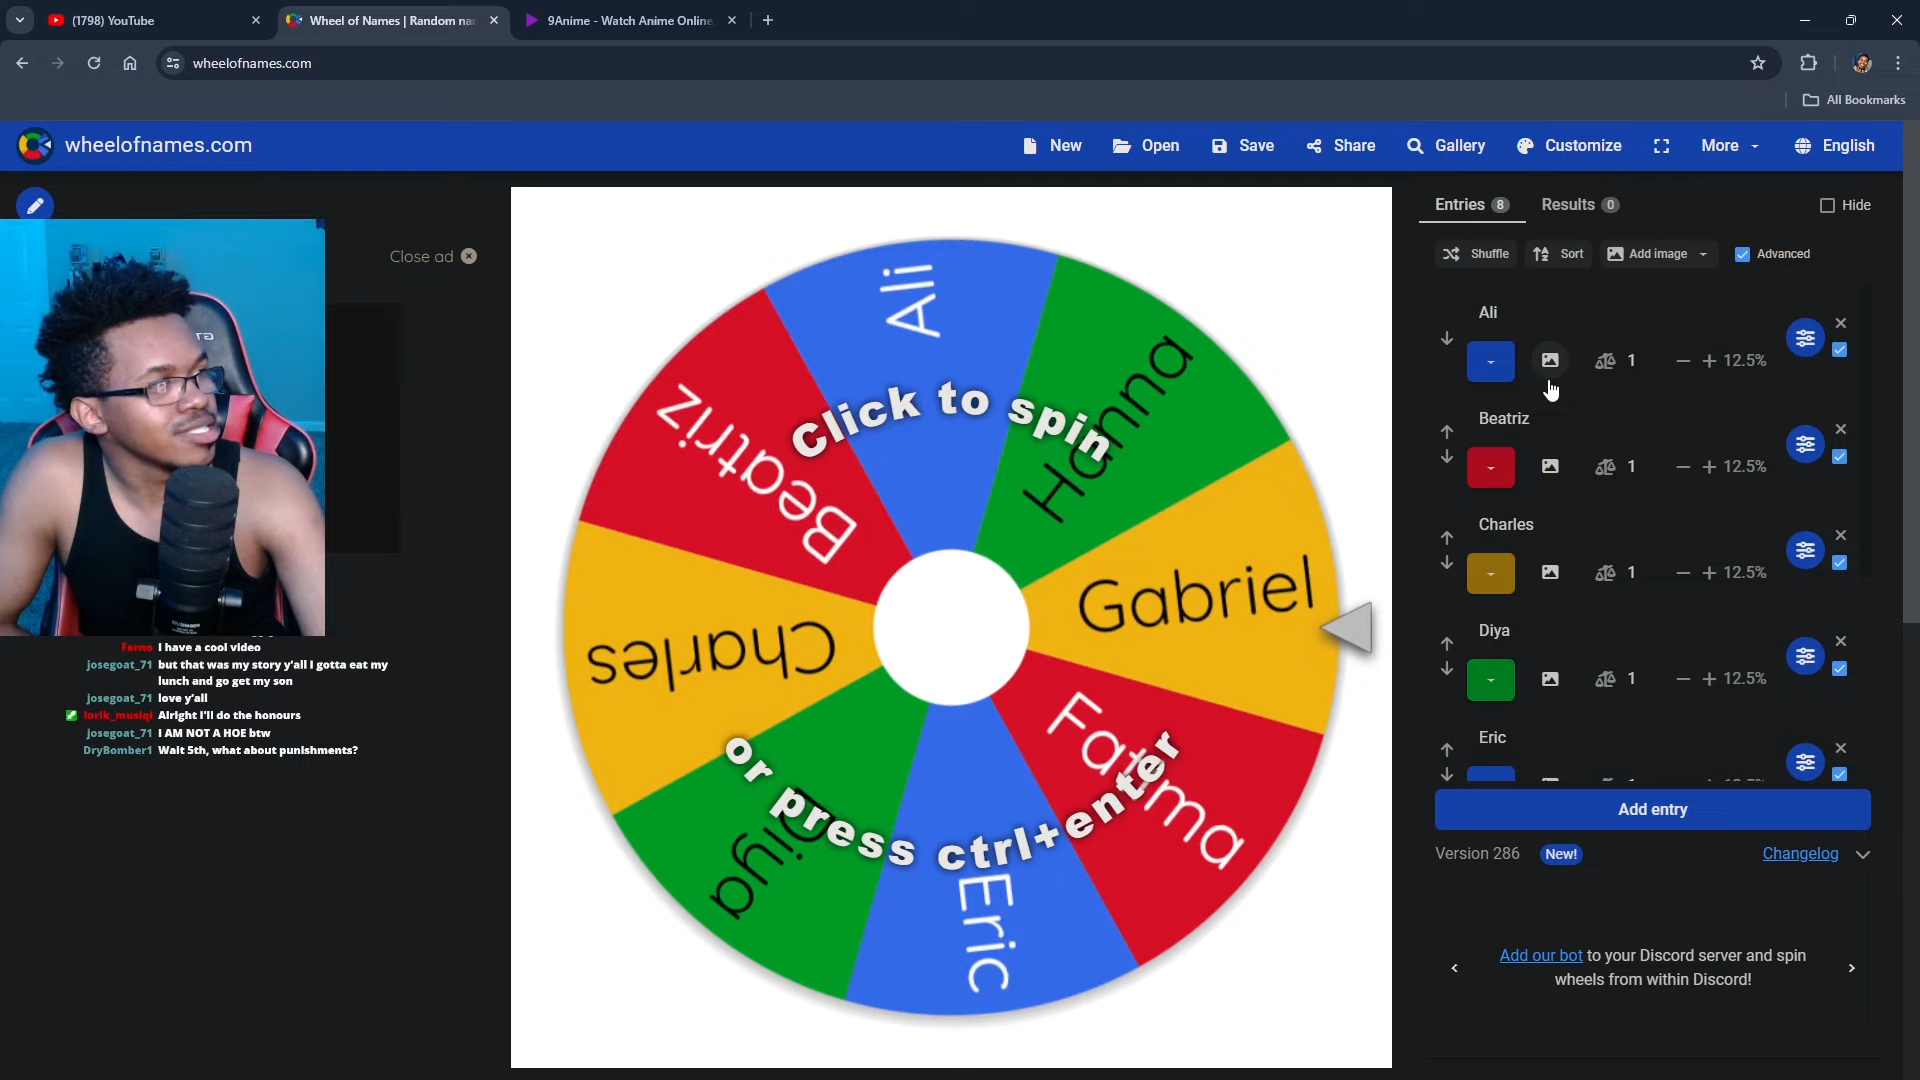 (1798) YouTube
Wheel of Names | Random nar
9Anime - Watch Anime Online
wheelofnames.com
All Bookmarks
wheelofnames.com
New
Open
Save
Share
Gallery
Customize
More
English
Close ad
Entries 8
Results 0
Hide
Shuffle
Sort
Add image
Advanced
Ali
1
12.5%
Beatriz
1
12.5%
Charles
1
12.5%
Diya
1
12.5%
Eric
Add entry
Version 286 New!
Changelog
Add our bot to your Discord server and spin
wheels from within Discord!
Click to spin
or press ctrl+enter
Ali
Hanna
Gabriel
Fatima
Eric
Diya
Charles
Beatriz
Ferno I have a cool video
josegoat_71 but that was my story y'all I gotta eat my
lunch and go get my son
josegoat_71 love y'all
lorik_musiqi Alright I'll do the honours
josegoat_71 I AM NOT A HOE btw
DryBomber1 Wait 5th, what about punishments?